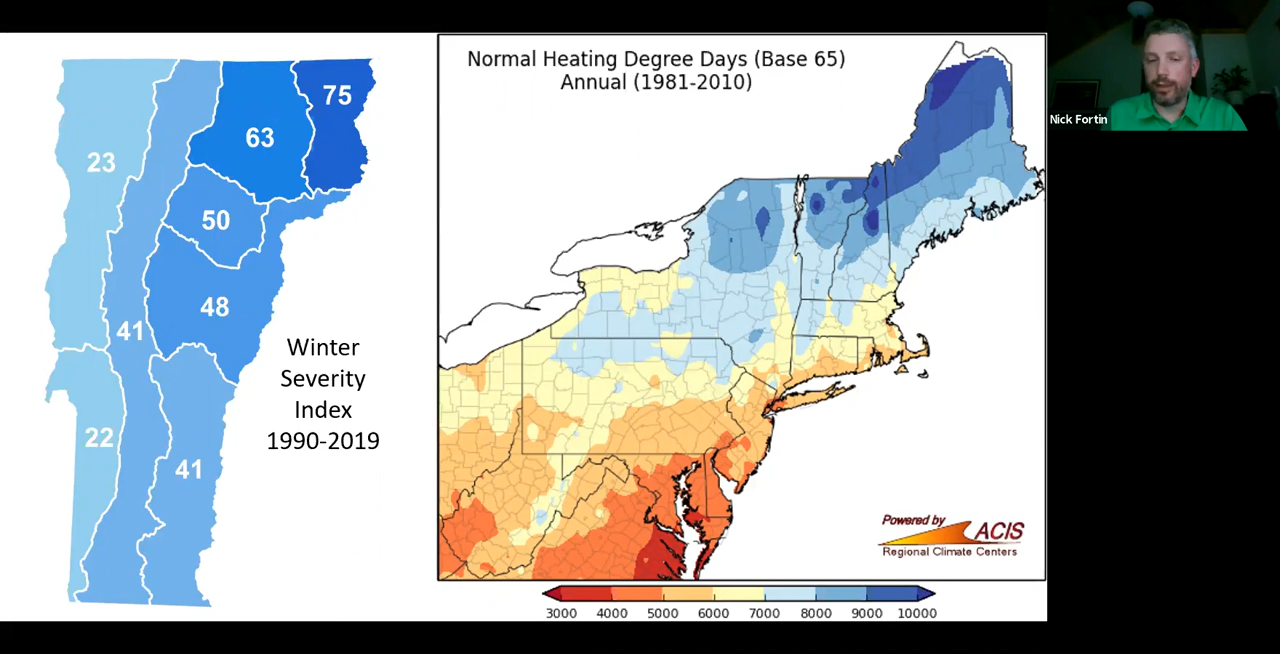 75
63
23
50
48
41
22
41
Winter
Severity
Index
1990-2019
Normal Heating Degree Days (Base 65)
Annual (1981-2010)
Powered by ACIS
Regional Climate Centers
3000 4000 5000 6000 7000 8000 9000 10000
Nick Fortin